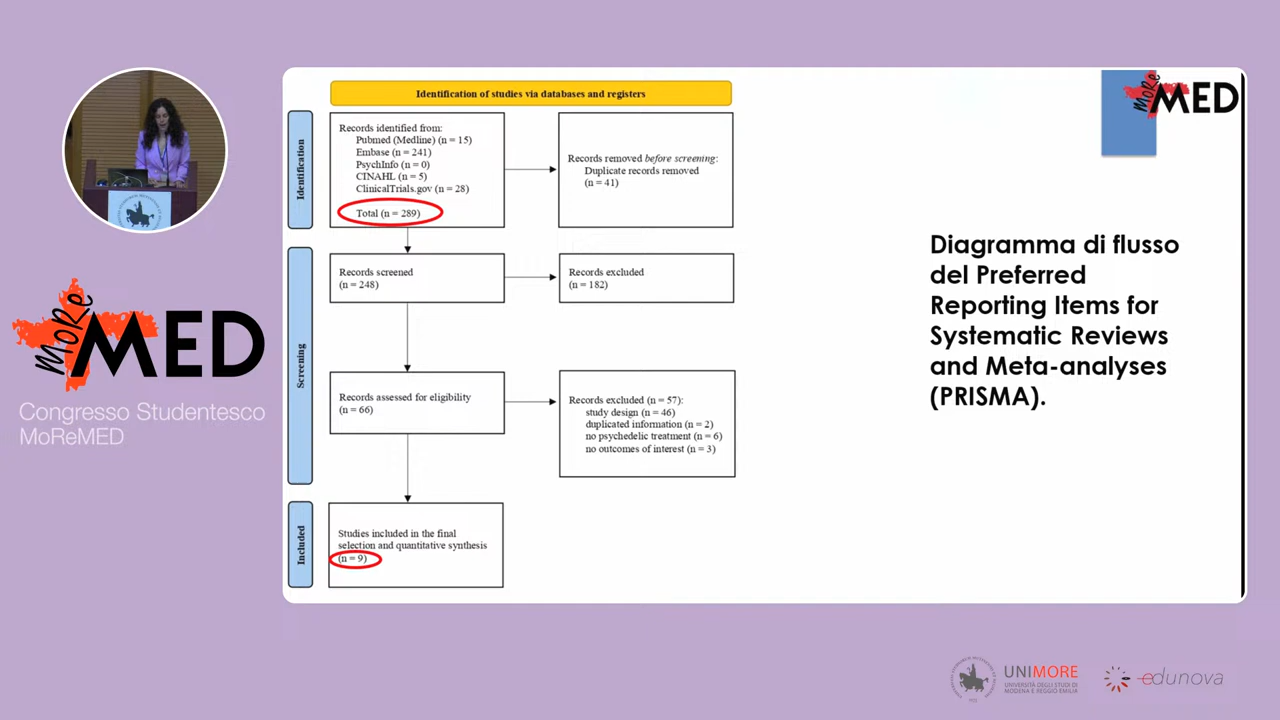 Identification of studies via databases and registers
Identification
Records identified from:
Pubmed (Medline) (n = 15)
Embase (n = 241)
PsychInfo (n = 0)
CINAHL (n = 5)
ClinicalTrials.gov (n = 28)
Total (n = 289)
Records removed before screening:
Duplicate records removed
(n = 41)
Screening
Records screened
(n = 248)
Records excluded
(n = 182)
Records assessed for eligibility
(n = 66)
Records excluded (n = 57):
study design (n = 46)
duplicated information (n = 2)
no psychedelic treatment (n = 6)
no outcomes of interest (n = 3)
Included
Studies included in the final
selection and quantitative synthesis
(n = 9)
MoRe MED
Diagramma di flusso
del Preferred
Reporting Items for
Systematic Reviews
and Meta-analyses
(PRISMA).
MoRe MED
Congresso Studentesco
MoReMED
UNIMORE
UNIVERSITÀ DEGLI STUDI DI
MODENA E REGGIO EMILIA
edunova